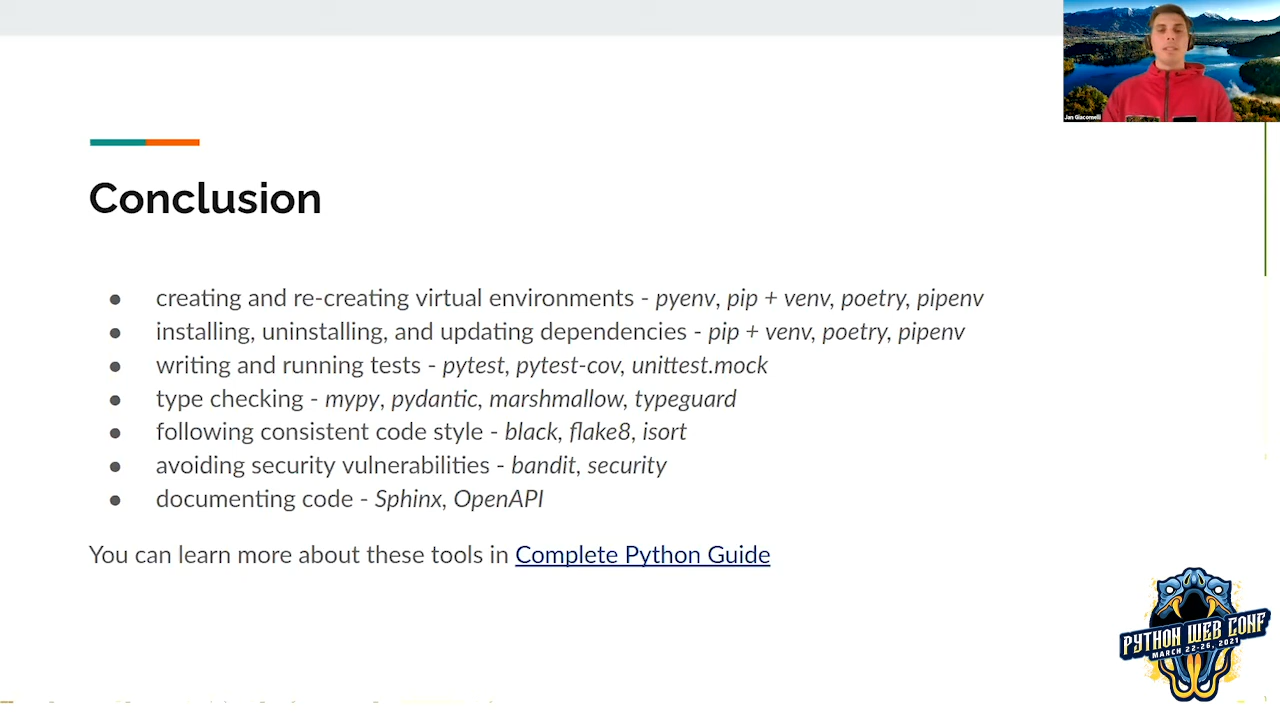 Jan Giacomelli
Conclusion
● creating and re-creating virtual environments - pyenv, pip + venv, poetry, pipenv
● installing, uninstalling, and updating dependencies - pip + venv, poetry, pipenv
● writing and running tests - pytest, pytest-cov, unittest.mock
● type checking - mypy, pydantic, marshmallow, typeguard
● following consistent code style - black, flake8, isort
● avoiding security vulnerabilities - bandit, security
● documenting code - Sphinx, OpenAPI
You can learn more about these tools in Complete Python Guide
PYTHON WEB CONF
MARCH 22-26, 2021